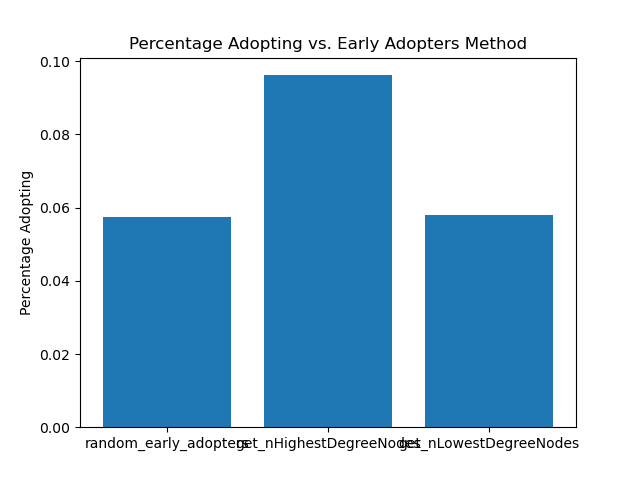 Percentage Adopting vs. Early Adopters Method
Percentage Adopting
0.10
0.08
0.06
0.04
0.02
0.00
random_early_adopters
get_nHighestDegreeNodes
get_nLowestDegreeNodes